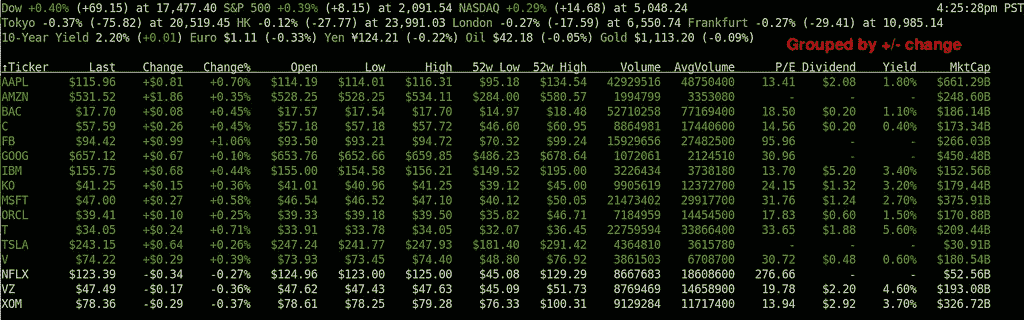 Dow +0.40% (+69.15) at 17,477.40 S&P 500 +0.39% (+8.15) at 2,091.54 NASDAQ +0.29% (+14.68) at 5,048.24 4:25:28pm PST
Tokyo -0.37% (-75.82) at 20,519.45 HK -0.12% (-27.77) at 23,991.03 London -0.27% (-17.59) at 6,550.74 Frankfurt -0.27% (-29.41) at 10,985.14
10-Year Yield 2.20% (+0.01) Euro $1.11 (-0.33%) Yen ¥124.21 (-0.22%) Oil $42.18 (-0.05%) Gold $1,113.20 (-0.09%)
Grouped by +/- change
↑Ticker Last Change Change% Open Low High 52w Low 52w High Volume AvgVolume P/E Dividend Yield MktCap
AAPL $115.96 +$0.81 +0.70% $114.19 $114.01 $116.31 $95.18 $134.54 42929516 48750400 13.41 $2.08 1.80% $661.29B
AMZN $531.52 +$1.86 +0.35% $528.25 $528.25 $534.11 $284.00 $580.57 1994799 3353080 - - - $248.60B
BAC $17.70 +$0.08 +0.45% $17.57 $17.54 $17.70 $14.97 $18.48 52710258 77169400 18.50 $0.20 1.10% $186.14B
C $57.59 +$0.26 +0.45% $57.18 $57.18 $57.72 $46.60 $60.95 8864981 17440600 14.56 $0.20 0.40% $173.34B
FB $94.42 +$0.99 +1.06% $93.50 $93.21 $94.72 $70.32 $99.24 15929656 27482500 95.96 - - $266.03B
GOOG $657.12 +$0.67 +0.10% $653.76 $652.66 $659.85 $486.23 $678.64 1072061 2124510 30.96 - - $450.48B
IBM $155.75 +$0.68 +0.44% $155.00 $154.58 $156.21 $149.52 $195.00 3226434 3738180 13.70 $5.20 3.40% $152.56B
KO $41.25 +$0.15 +0.36% $41.01 $40.96 $41.25 $39.12 $45.00 9905619 12372700 24.15 $1.32 3.20% $179.44B
MSFT $47.00 +$0.27 +0.58% $46.54 $46.52 $47.10 $40.12 $50.05 21473402 29917700 31.76 $1.24 2.70% $375.91B
ORCL $39.41 +$0.10 +0.25% $39.33 $39.18 $39.50 $35.82 $46.71 7184959 14454500 17.83 $0.60 1.50% $170.88B
T $34.05 +$0.24 +0.71% $33.91 $33.78 $34.05 $32.07 $36.45 22759594 33866400 33.65 $1.88 5.60% $209.44B
TSLA $243.15 +$0.64 +0.26% $247.24 $241.77 $247.93 $181.40 $291.42 4364810 3615780 - - - $30.91B
V $74.22 +$0.29 +0.39% $73.93 $73.45 $74.40 $48.80 $76.92 3861503 6708700 30.72 $0.48 0.60% $180.54B
NFLX $123.39 -$0.34 -0.27% $124.96 $123.00 $125.00 $45.08 $129.29 8667683 18608600 276.66 - - $52.56B
VZ $47.49 -$0.17 -0.36% $47.62 $47.43 $47.63 $45.09 $51.73 8769469 14658900 19.78 $2.20 4.60% $193.08B
XOM $78.36 -$0.29 -0.37% $78.61 $78.25 $79.28 $76.33 $100.31 9129284 11717400 13.94 $2.92 3.70% $326.72B